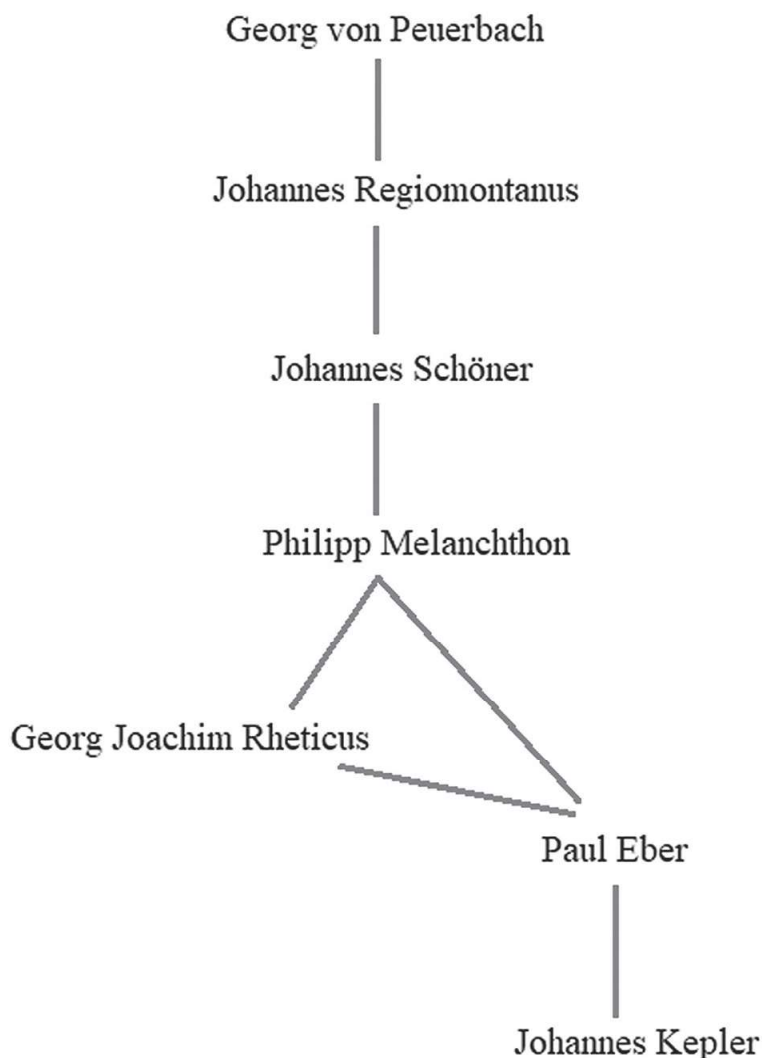 Georg von Peuerbach
Johannes Regiomontanus
Johannes Schöner
Philipp Melanchthon
Georg Joachim Rheticus
Paul Eber
Johannes Kepler